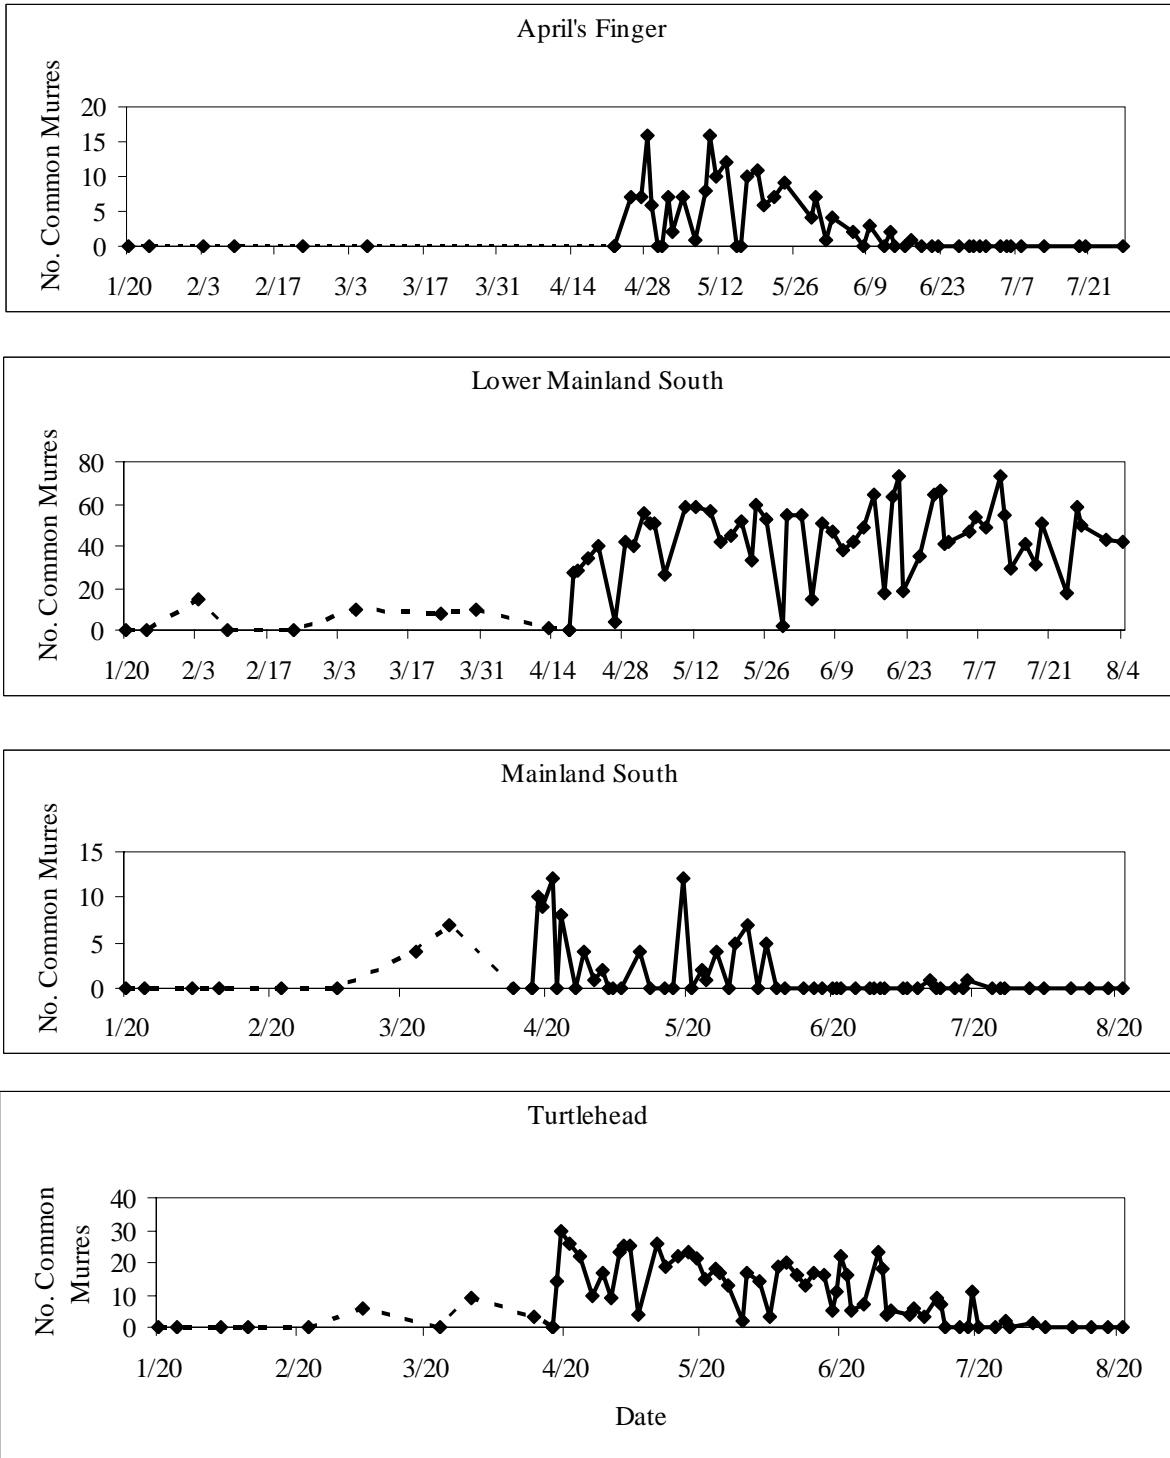 April's Finger
No. Common Murres
20
15
10
5
0
1/20 2/3 2/17 3/3 3/17 3/31 4/14 4/28 5/12 5/26 6/9 6/23 7/7 7/21
Lower Mainland South
No. Common Murres
80
60
40
20
0
1/20 2/3 2/17 3/3 3/17 3/31 4/14 4/28 5/12 5/26 6/9 6/23 7/7 7/21 8/4
Mainland South
No. Common Murres
15
10
5
0
1/20 2/20 3/20 4/20 5/20 6/20 7/20 8/20
Turtlehead
No. Common
Murres
40
30
20
10
0
1/20 2/20 3/20 4/20 5/20 6/20 7/20 8/20
Date